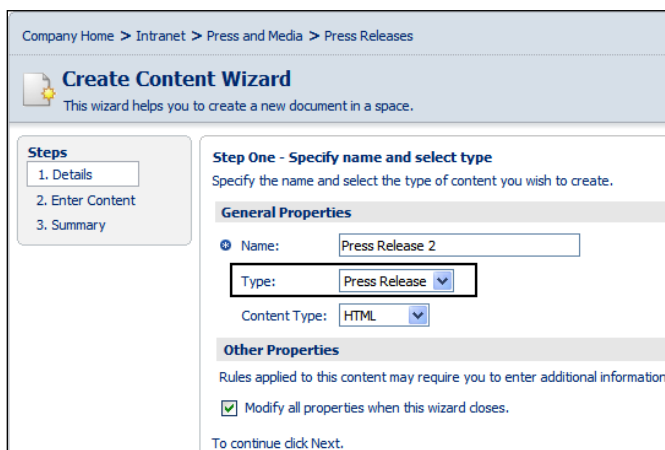 Company Home > Intranet > Press and Media > Press Releases
Create Content Wizard
This wizard helps you to create a new document in a space.
Steps
1. Details
2. Enter Content
3. Summary
Step One - Specify name and select type
Specify the name and select the type of content you wish to create.
General Properties
Name: Press Release 2
Type: Press Release
Content Type: HTML
Other Properties
Rules applied to this content may require you to enter additional information
Modify all properties when this wizard closes.
To continue click Next.